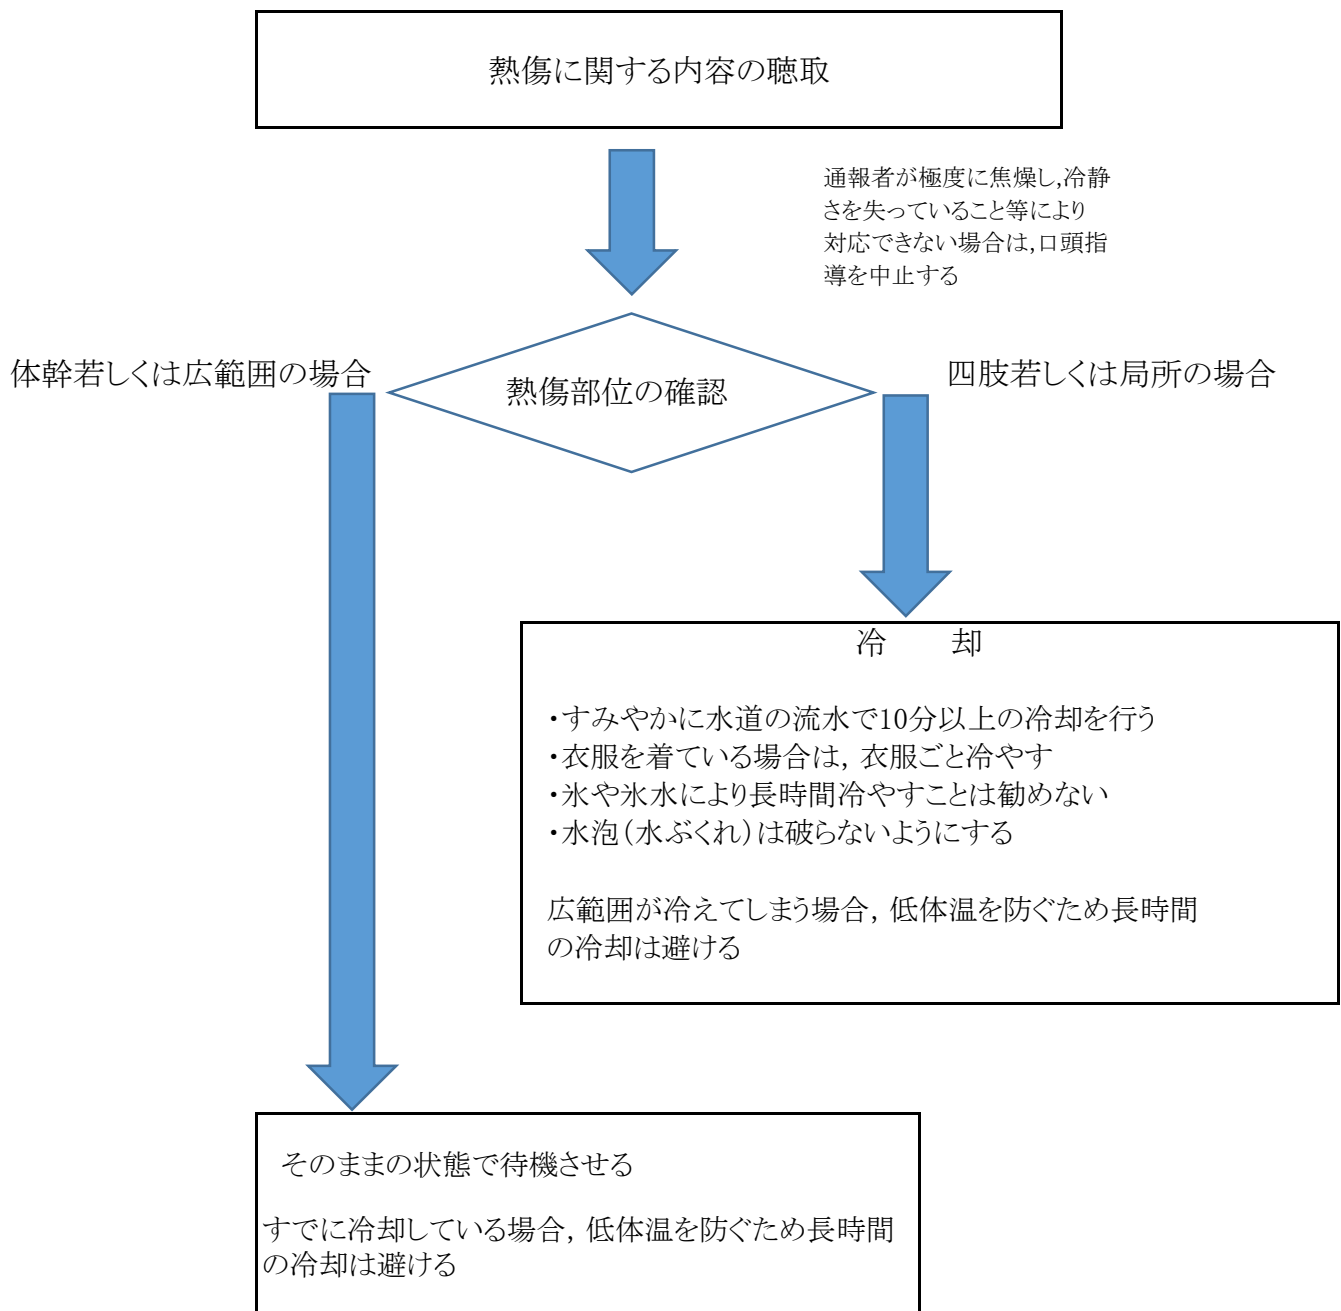 熱傷に関する内容の聴取
通報者が極度に焦燥し,冷静
さを失っていること等により
対応できない場合は,口頭指
導を中止する
体幹若しくは広範囲の場合
熱傷部位の確認
四肢若しくは局所の場合
冷　　却
・すみやかに水道の流水で10分以上の冷却を行う
・衣服を着ている場合は, 衣服ごと冷やす
・氷や氷水により長時間冷やすことは勧めない
・水泡(水ぶくれ)は破らないようにする
広範囲が冷えてしまう場合, 低体温を防ぐため長時間
の冷却は避ける
そのままの状態で待機させる
すでに冷却している場合, 低体温を防ぐため長時間
の冷却は避ける